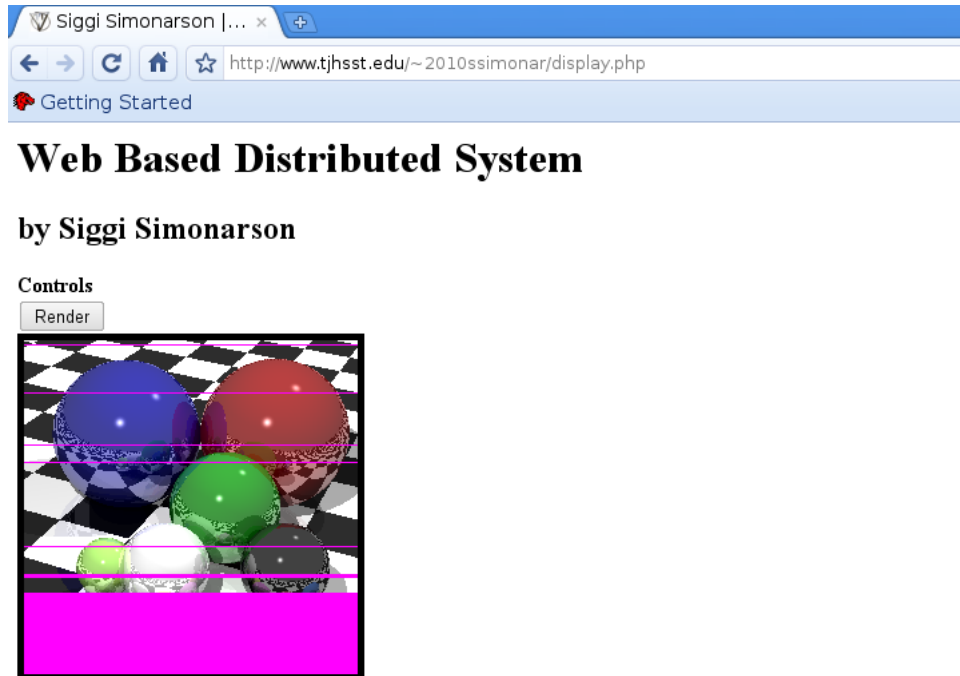 Siggi Simonarson |... ×
http://www.tjhsst.edu/~2010ssimonar/display.php
Getting Started
Web Based Distributed System
by Siggi Simonarson
Controls
Render